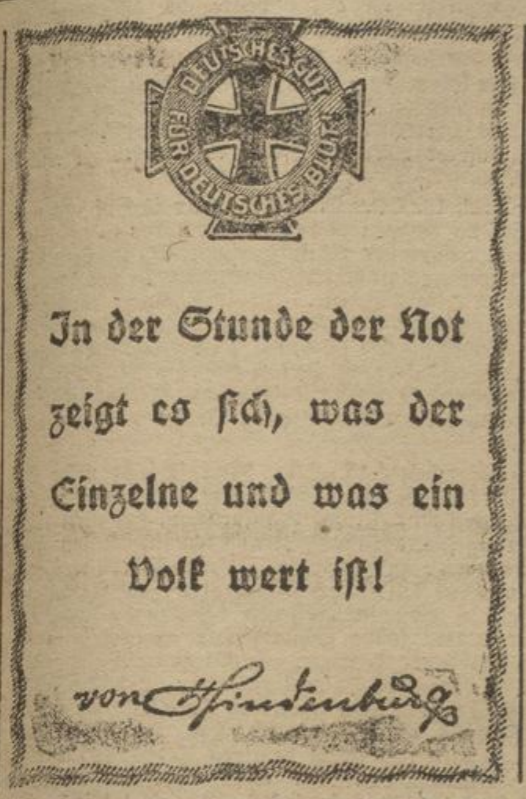 DEUTSCHES GUT
FÜR DEUTSCHES BLUT!
In der Stunde der Not
zeigt es sich, was der
Einzelne und was ein
Volk wert ist!
von Hindenburg